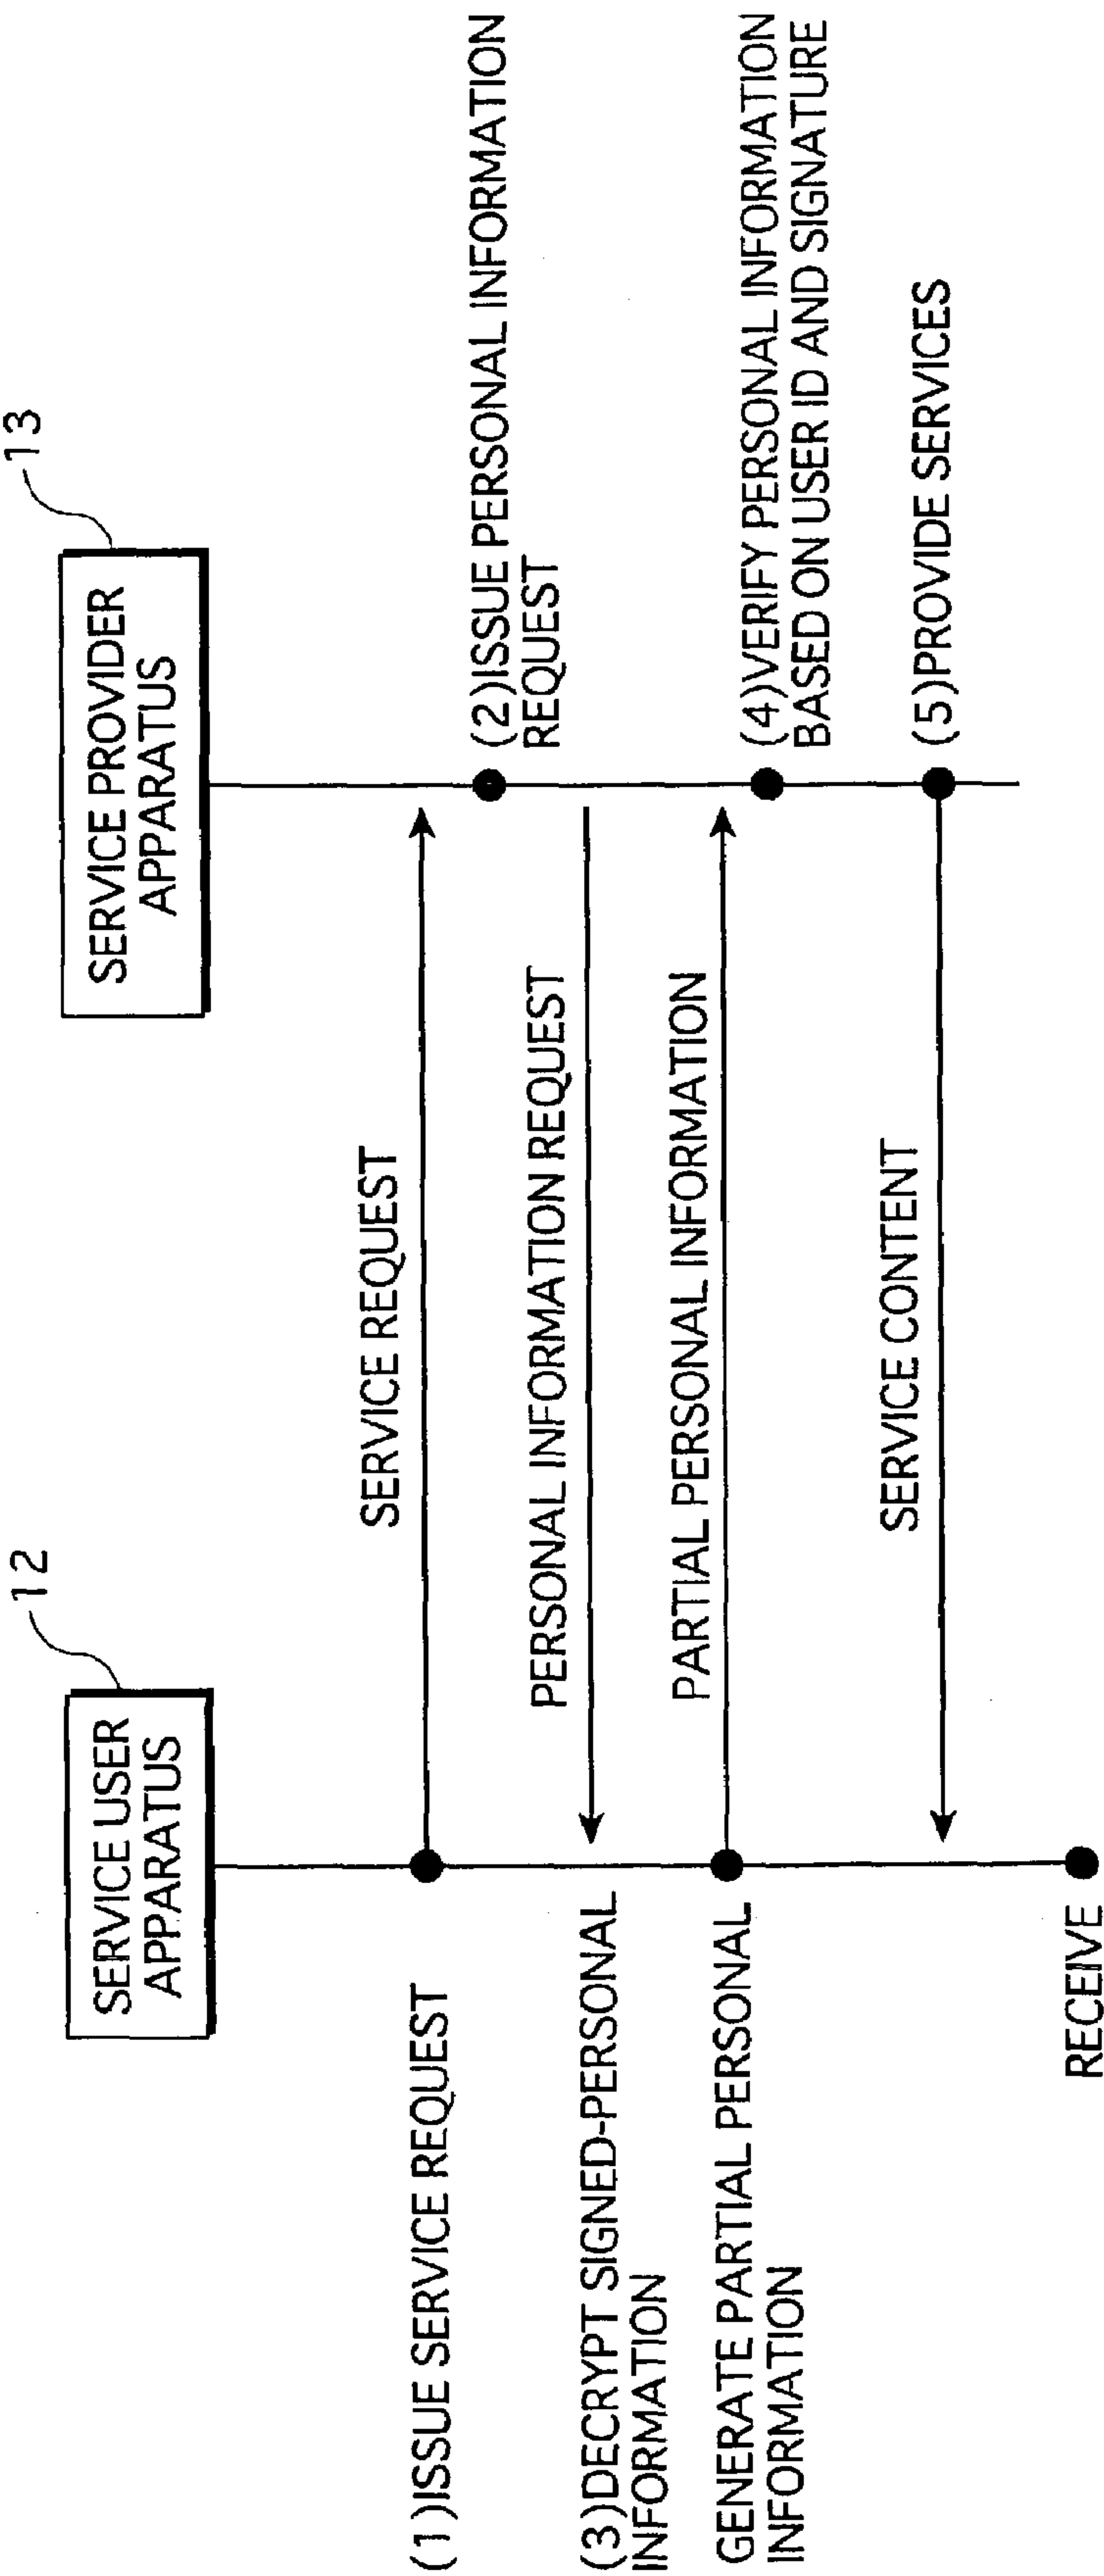 12
SERVICE USER
APPARATUS
13
SERVICE PROVIDER
APPARATUS
(1)ISSUE SERVICE REQUEST
SERVICE REQUEST
(2)ISSUE PERSONAL INFORMATION
REQUEST
PERSONAL INFORMATION REQUEST
(3)DECRYPT SIGNED-PERSONAL
INFORMATION
GENERATE PARTIAL PERSONAL
INFORMATION
PARTIAL PERSONAL INFORMATION
(4)VERIFY PERSONAL INFORMATION
BASED ON USER ID AND SIGNATURE
SERVICE CONTENT
(5)PROVIDE SERVICES
RECEIVE